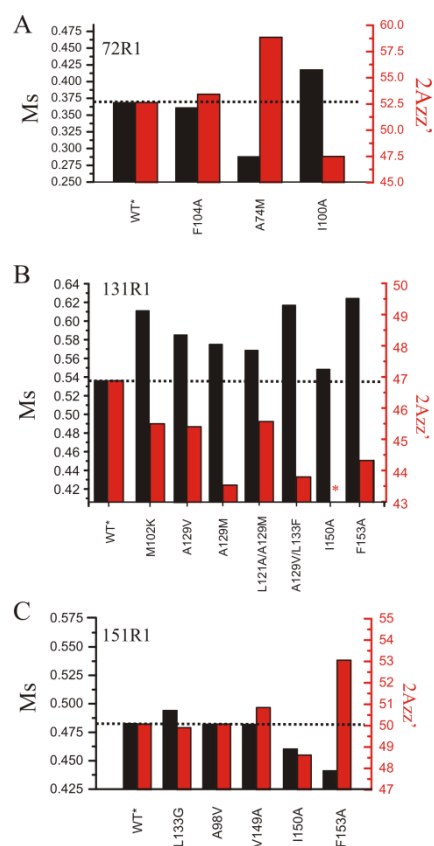 A
72R1
Ms
0.475
0.450
0.425
0.400
0.375
0.350
0.325
0.300
0.275
0.250
60.0
57.5
55.0
52.5
50.0
47.5
45.0
2Azz'
WT*
F104A
A74M
I100A
B
131R1
Ms
0.64
0.62
0.60
0.58
0.56
0.54
0.52
0.50
0.48
0.46
0.44
0.42
50
49
48
47
46
45
44
43
2Azz'
*
WT*
M102K
A129V
A129M
L121A/A129M
A129V/L133F
I150A
F153A
C
151R1
Ms
0.575
0.550
0.525
0.500
0.475
0.450
0.425
55
54
53
52
51
50
49
48
47
2Azz'
WT*
L133G
A98V
V149A
I150A
F153A